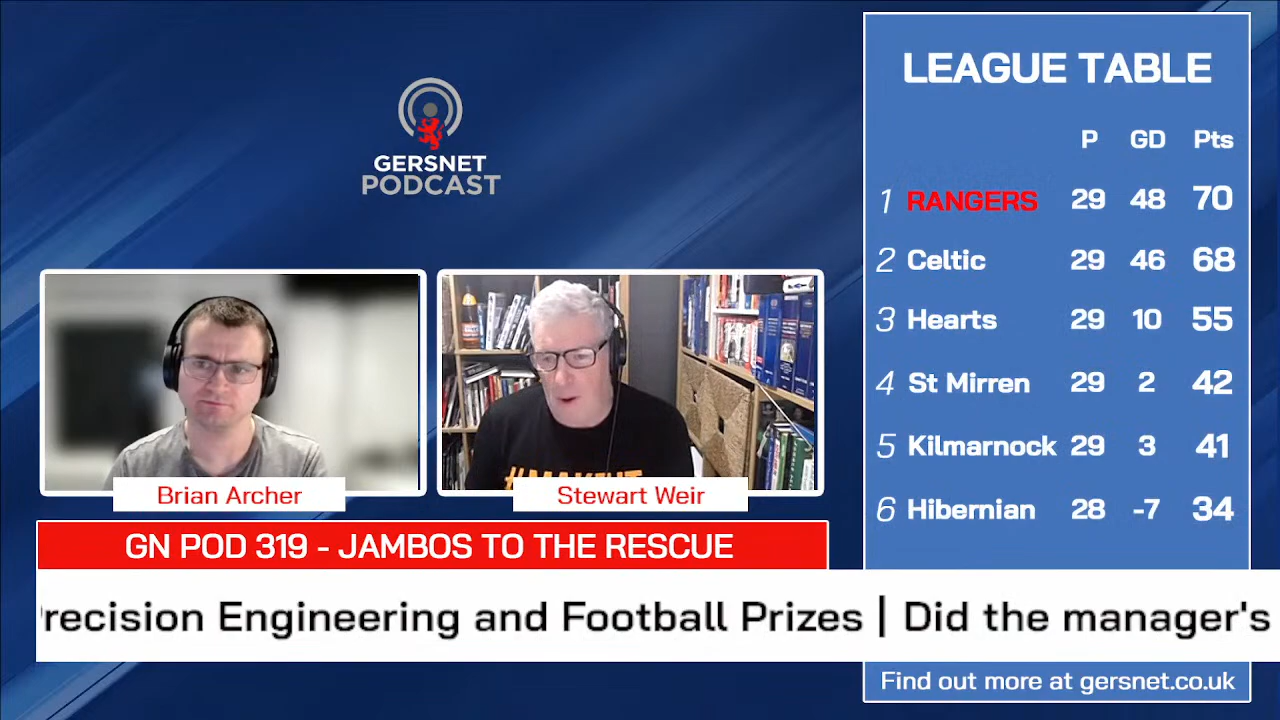 GERSNET
PODCAST
#MAKEIT
Brian Archer
Stewart Weir
GN POD 319 - JAMBOS TO THE RESCUE
recision Engineering and Football Prizes | Did the manager's
LEAGUE TABLE
P GD Pts
1 RANGERS 29 48 70
2 Celtic 29 46 68
3 Hearts 29 10 55
4 St Mirren 29 2 42
5 Kilmarnock 29 3 41
6 Hibernian 28 -7 34
Find out more at gersnet.co.uk